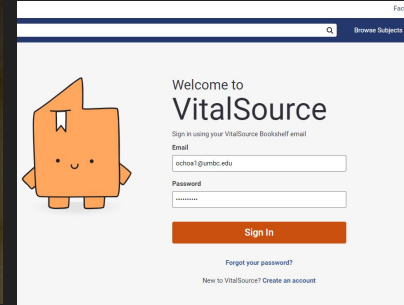 Fac
Browse Subjects
Welcome to
VitalSource
Sign in using your VitalSource Bookshelf email
Email
ochoa1@umbc.edu
Password
••••••••••
Sign In
Forgot your password?
New to VitalSource? Create an account